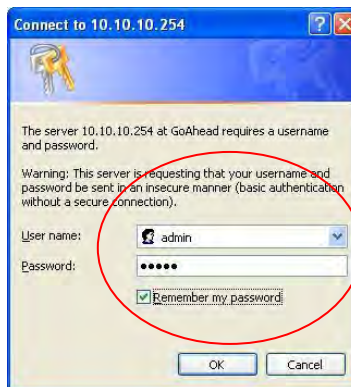 Connect to 10.10.10.254
The server 10.10.10.254 at GoAhead requires a username
and password.
Warning: This server is requesting that your username and
password be sent in an insecure manner (basic authentication
without a secure connection).
User name:
admin
Password:
•••••
Remember my password
OK
Cancel